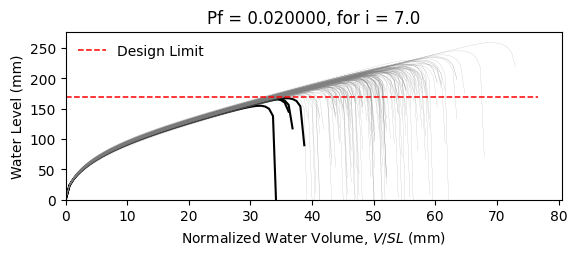 Pf = 0.020000, for i = 7.0
Water Level (mm)
250
200
150
100
50
0
Design Limit
0 10 20 30 40 50 60 70 80
Normalized Water Volume, V/SL (mm)